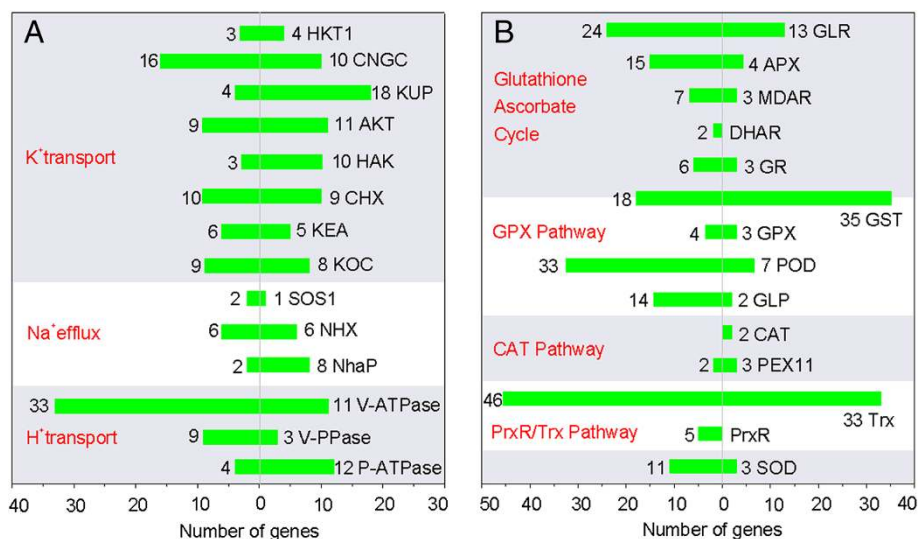 A
3 4 HKT1
16 10 CNGC
4 18 KUP
9 11 AKT
K+transport
3 10 HAK
10 9 CHX
6 5 KEA
9 8 KOC
2 1 SOS1
Na+efflux
6 6 NHX
2 8 NhaP
33 11 V-ATPase
H+transport
9 3 V-PPase
4 12 P-ATPase
40 30 20 10 0 10 20 30
Number of genes
B
24 13 GLR
15 4 APX
Glutathione
Ascorbate
Cycle
7 3 MDAR
2 DHAR
6 3 GR
18 35 GST
GPX Pathway
4 3 GPX
33 7 POD
14 2 GLP
2 CAT
CAT Pathway
2 3 PEX11
46 33 Trx
PrxR/Trx Pathway
5 PrxR
11 3 SOD
50 40 30 20 10 0 10 20 30 40
Number of genes